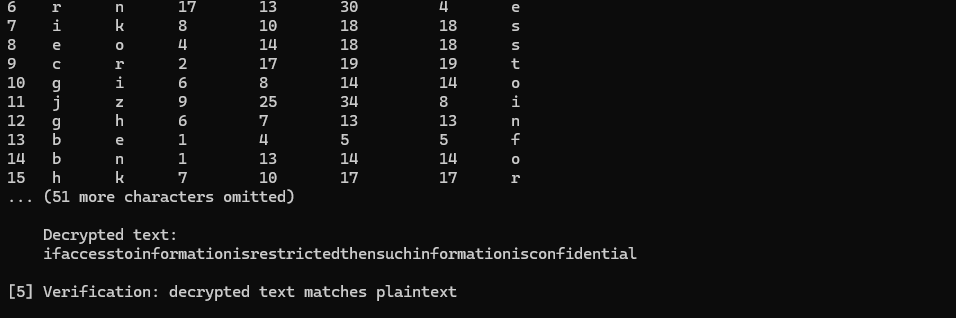 6 r n 17 13 30 4 e
7 i k 8 10 18 18 s
8 e o 4 14 18 18 s
9 c r 2 17 19 19 t
10 g i 6 8 14 14 o
11 j z 9 25 34 8 i
12 g h 6 7 13 13 n
13 b e 1 4 5 5 f
14 b n 1 13 14 14 o
15 h k 7 10 17 17 r
... (51 more characters omitted)
Decrypted text:
ifaccesstoinformationisrestrictedthensuchinformationisconfidential
[5] Verification: decrypted text matches plaintext